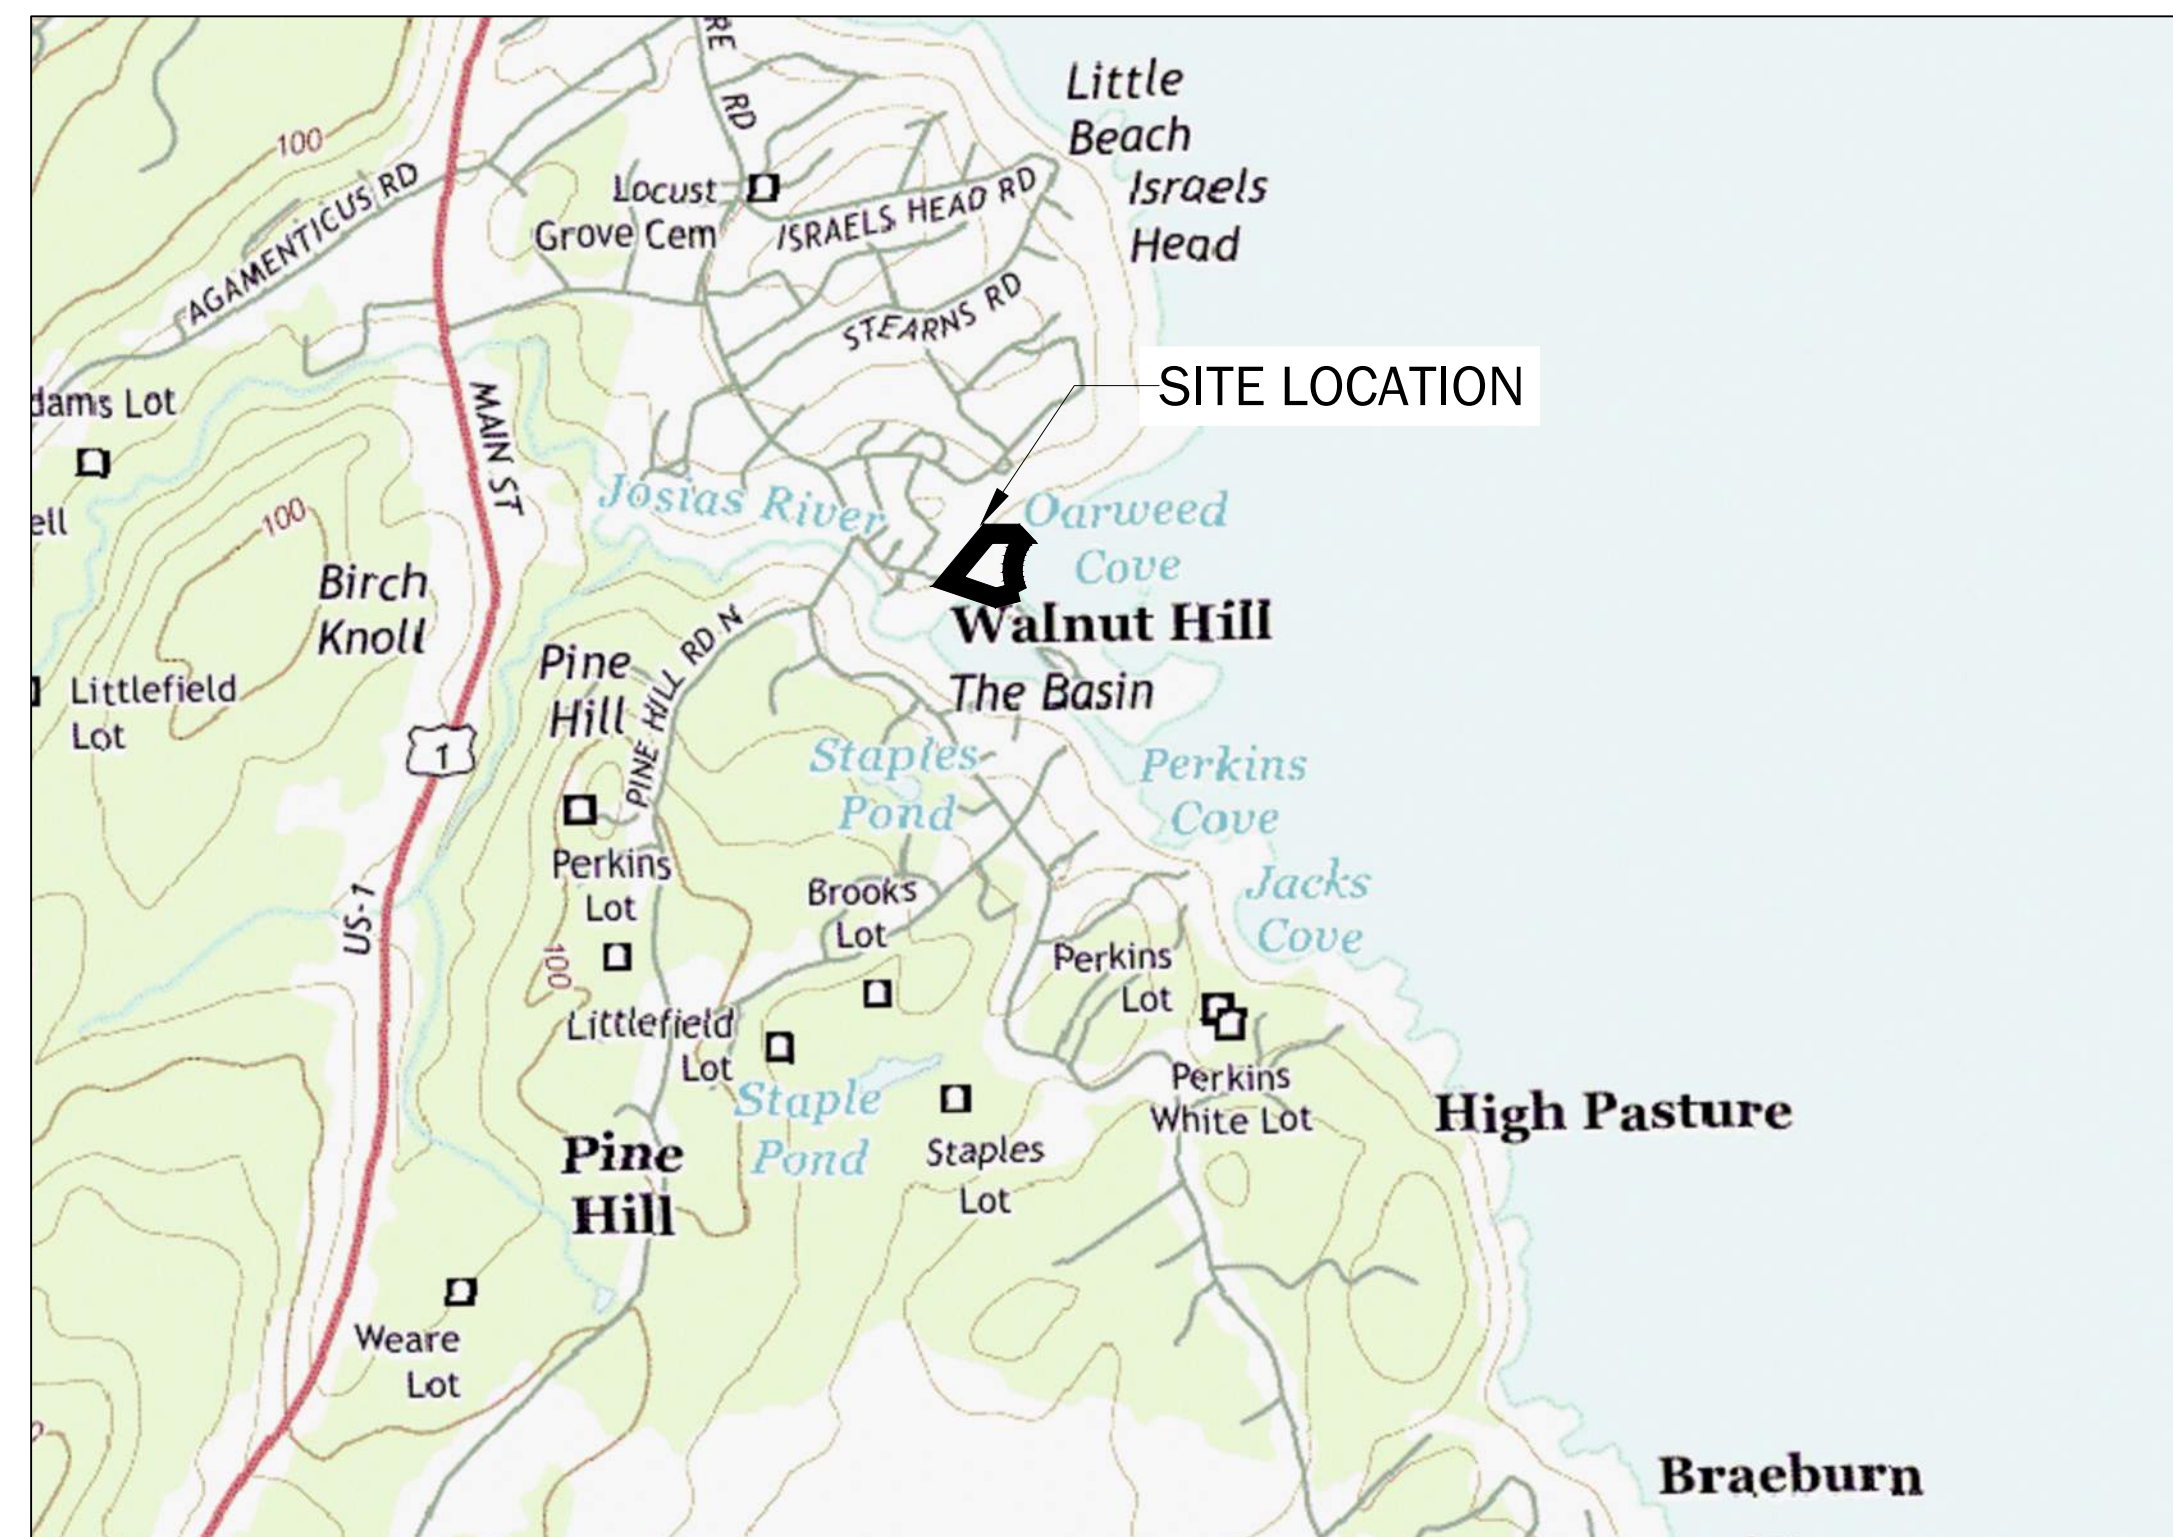 RE
RD
Little
Beach
Israels
Head
100
AGAMENTICUS RD
Locust
Grove Cem
ISRAELS HEAD RD
STEARNS RD
SITE LOCATION
dams Lot
MAIN ST
ell
100
Josias River
Oarweed
Cove
Birch
Knoll
Walnut Hill
The Basin
Pine
Hill
PINE HILL RD N
Littlefield
Lot
1
Staples
Pond
Perkins
Cove
Perkins
Lot
Brooks
Lot
Jacks
Cove
US-1
100
Perkins
Lot
Littlefield
Lot
Staple
Pond
Perkins
White Lot
High Pasture
Pine
Hill
Staples
Lot
Weare
Lot
Braeburn